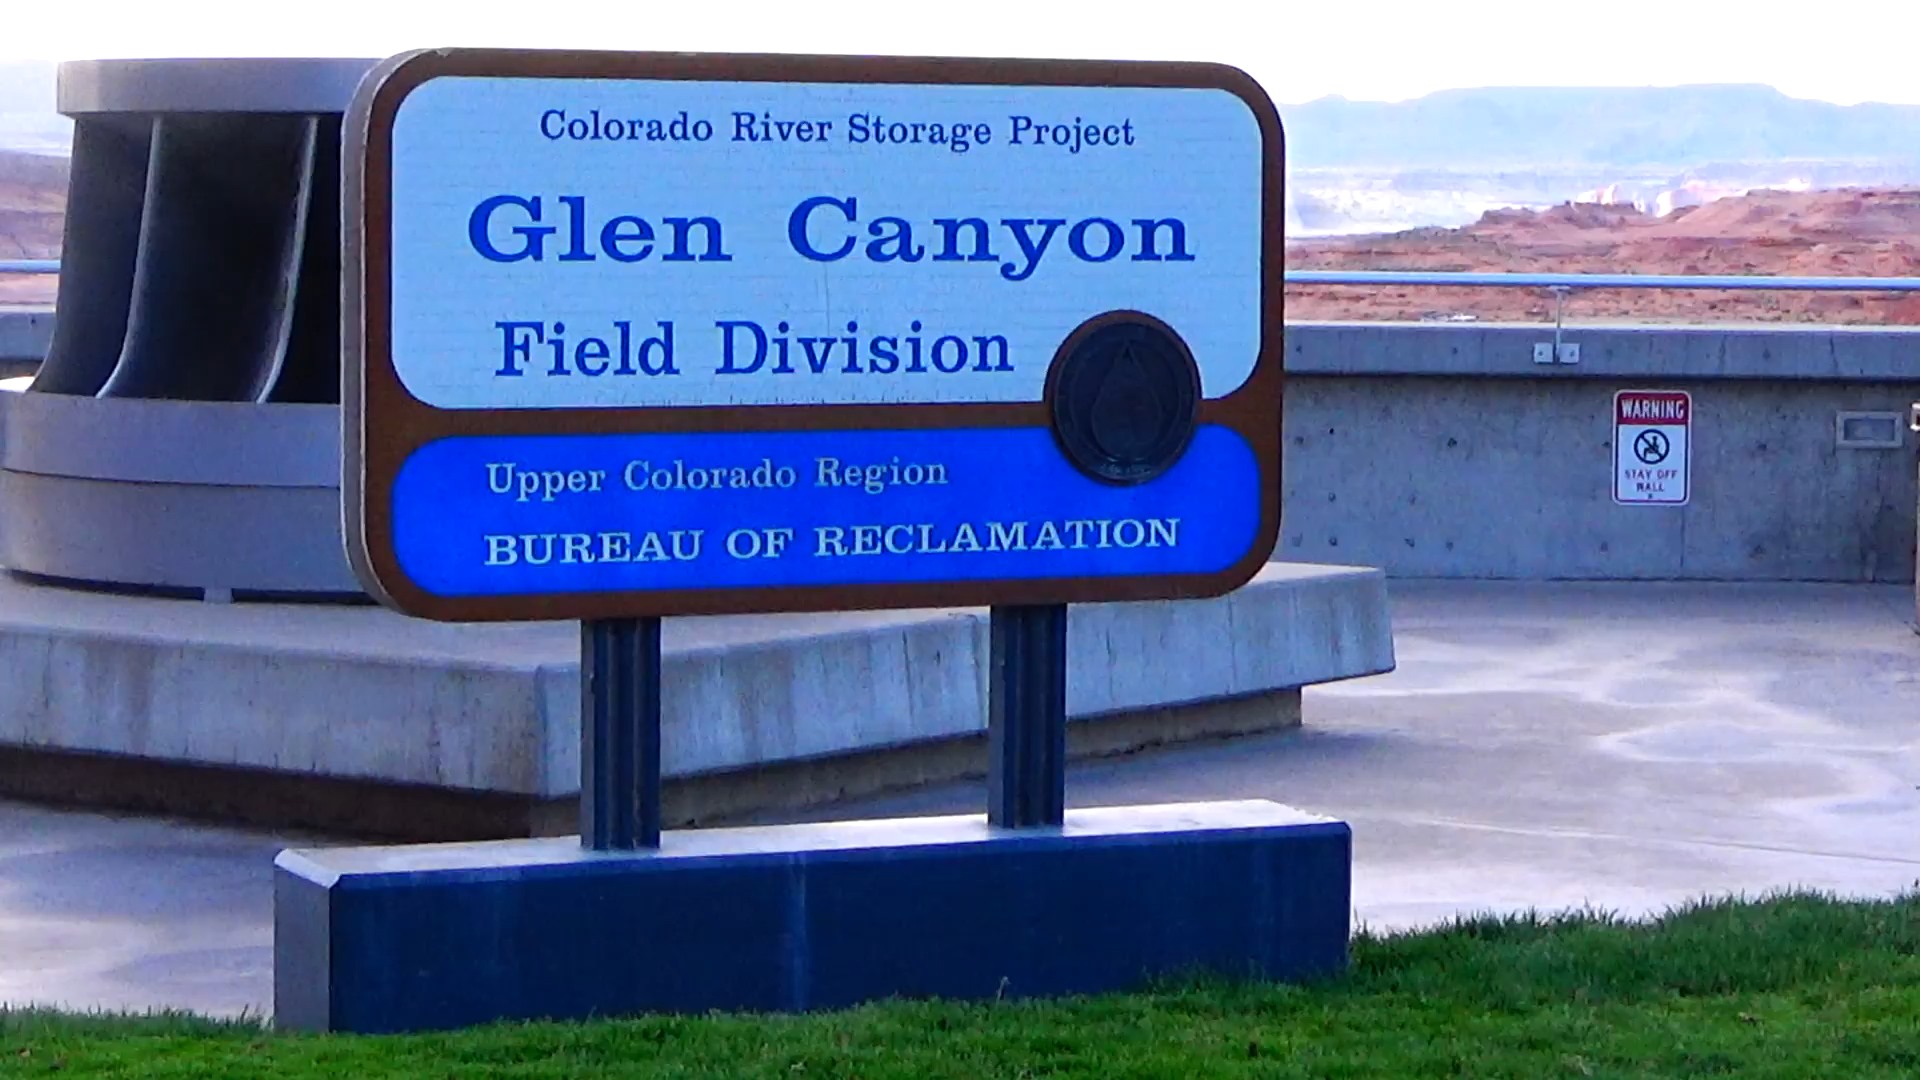 Colorado River Storage Project
Glen Canyon
Field Division
Upper Colorado Region
BUREAU OF RECLAMATION
WARNING
STAY OFF
WALL